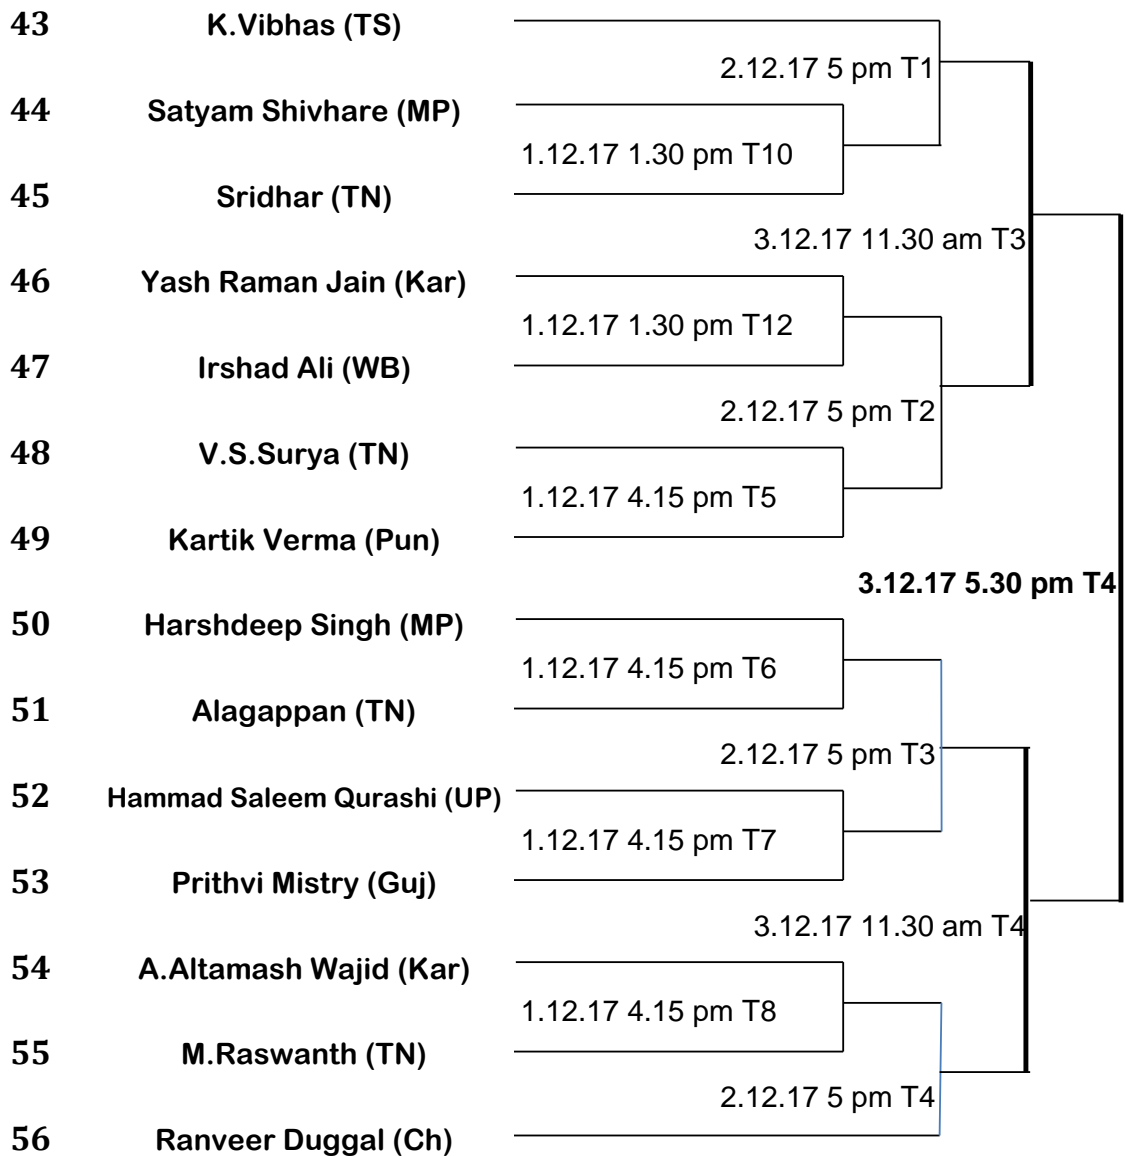 43 K.Vibhas (TS)
2.12.17 5 pm T1
44 Satyam Shivhare (MP)
1.12.17 1.30 pm T10
45 Sridhar (TN)
3.12.17 11.30 am T3
46 Yash Raman Jain (Kar)
1.12.17 1.30 pm T12
47 Irshad Ali (WB)
2.12.17 5 pm T2
48 V.S.Surya (TN)
1.12.17 4.15 pm T5
49 Kartik Verma (Pun)
3.12.17 5.30 pm T4
50 Harshdeep Singh (MP)
1.12.17 4.15 pm T6
51 Alagappan (TN)
2.12.17 5 pm T3
52 Hammad Saleem Qurashi (UP)
1.12.17 4.15 pm T7
53 Prithvi Mistry (Guj)
3.12.17 11.30 am T4
54 A.Altamash Wajid (Kar)
1.12.17 4.15 pm T8
55 M.Raswanth (TN)
2.12.17 5 pm T4
56 Ranveer Duggal (Ch)